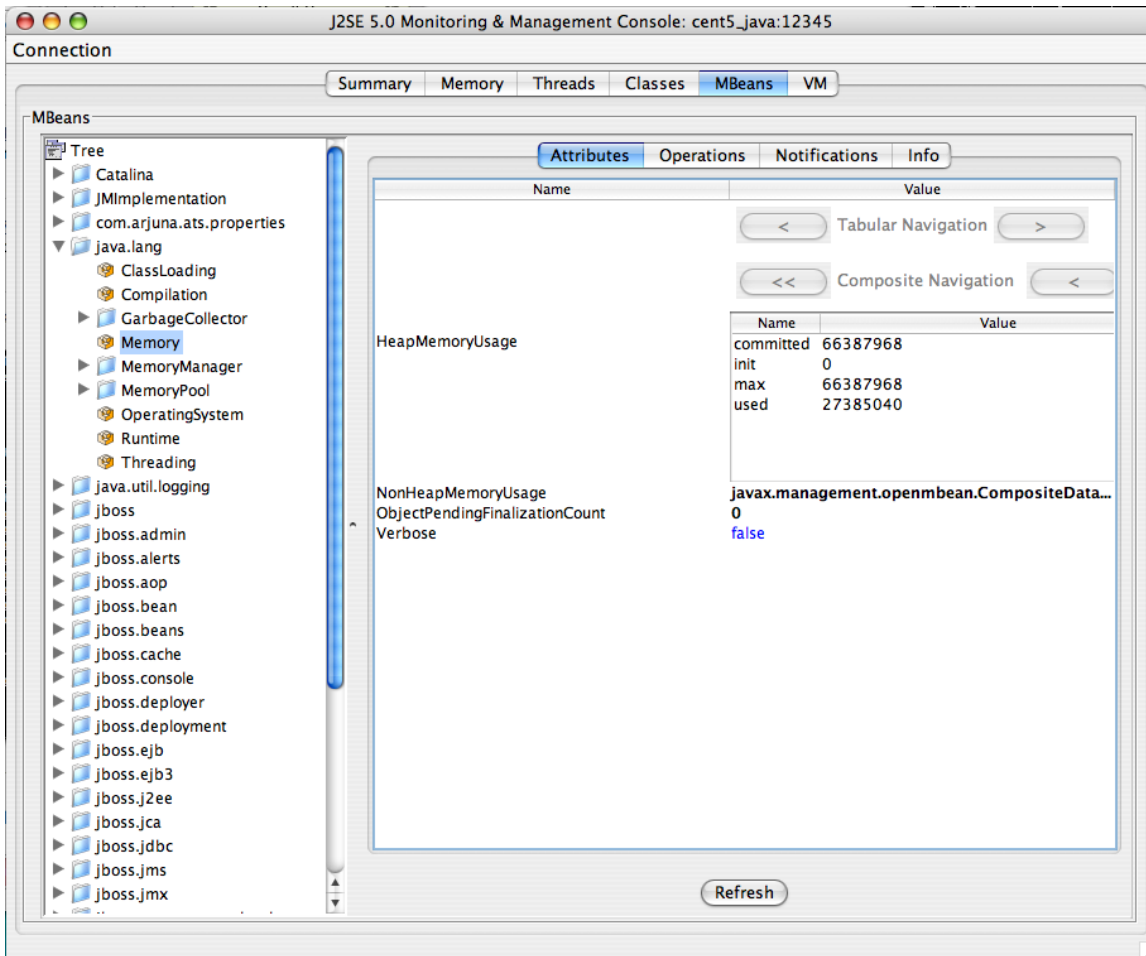 J2SE 5.0 Monitoring & Management Console: cent5_java:12345
Connection
Summary Memory Threads Classes MBeans VM
MBeans
Tree
Catalina
JMImplementation
com.arjuna.ats.properties
java.lang
ClassLoading
Compilation
GarbageCollector
Memory
MemoryManager
MemoryPool
OperatingSystem
Runtime
Threading
java.util.logging
jboss
jboss.admin
jboss.alerts
jboss.aop
jboss.bean
jboss.beans
jboss.cache
jboss.console
jboss.deployer
jboss.deployment
jboss.ejb
jboss.ejb3
jboss.j2ee
jboss.jca
jboss.jdbc
jboss.jms
jboss.jmx
Attributes Operations Notifications Info
Name Value
< Tabular Navigation >
<< Composite Navigation <
HeapMemoryUsage
Name Value
committed 66387968
init 0
max 66387968
used 27385040
NonHeapMemoryUsage javax.management.openmbean.CompositeData...
ObjectPendingFinalizationCount 0
Verbose false
Refresh